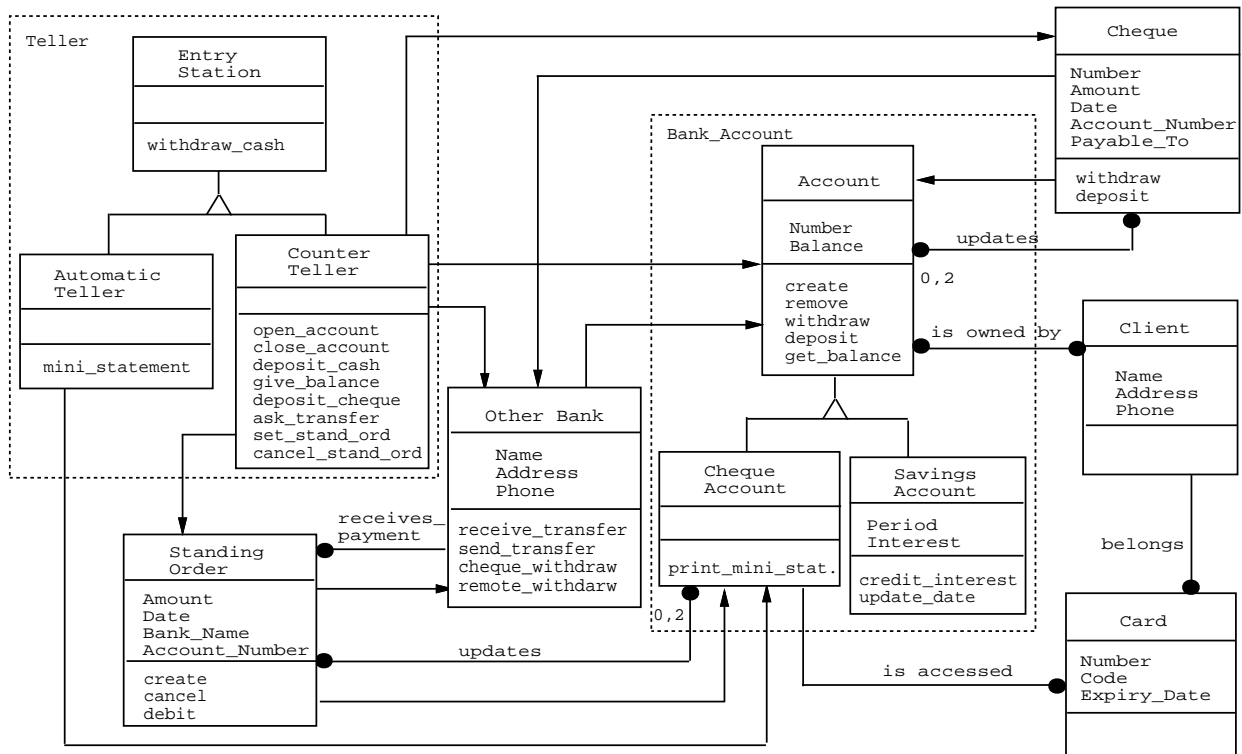 Teller
Entry
Station
withdraw_cash
Automatic
Teller
mini_statement
Counter
Teller
open_account
close_account
deposit_cash
give_balance
deposit_cheque
ask_transfer
set_stand_ord
cancel_stand_ord
Cheque
Number
Amount
Date
Account_Number
Payable_To
withdraw
deposit
Bank_Account
Account
Number
Balance
create
remove
withdraw
deposit
get_balance
updates
0,2
is owned by
Client
Name
Address
Phone
Other Bank
Name
Address
Phone
receive_transfer
send_transfer
cheque_withdraw
remote_withdarw
Cheque
Account
print_mini_stat.
0,2
Savings
Account
Period
Interest
credit_interest
update_date
receives_
payment
Standing
Order
Amount
Date
Bank_Name
Account_Number
create
cancel
debit
updates
belongs
is accessed
Card
Number
Code
Expiry_Date